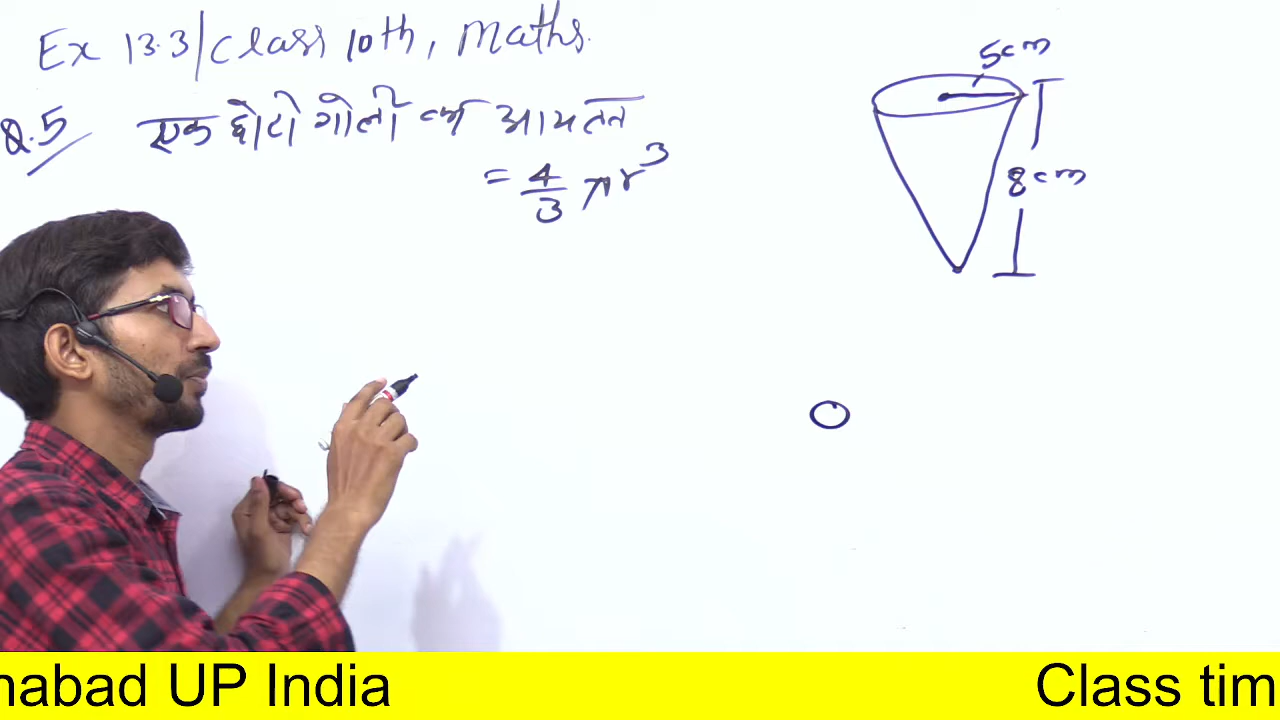 Ex 13.3/Class 10th, Maths.
Q.5 एक छोटी गोली का आयतन
= 4/3 πr³
5cm
8cm
habad UP India
Class tim